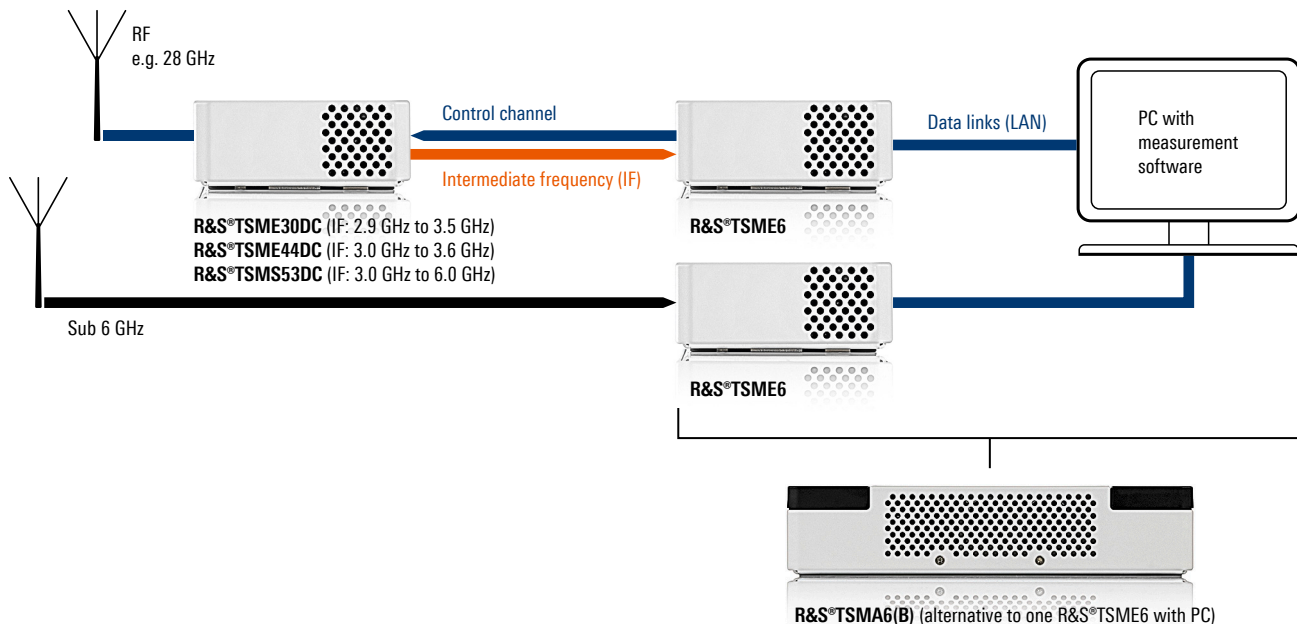 RF
e.g. 28 GHz
Control channel
Intermediate frequency (IF)
Data links (LAN)
PC with
measurement
software
R&S®TSME30DC (IF: 2.9 GHz to 3.5 GHz)
R&S®TSME44DC (IF: 3.0 GHz to 3.6 GHz)
R&S®TSMS53DC (IF: 3.0 GHz to 6.0 GHz)
R&S®TSME6
Sub 6 GHz
R&S®TSME6
R&S®TSMA6(B) (alternative to one R&S®TSME6 with PC)